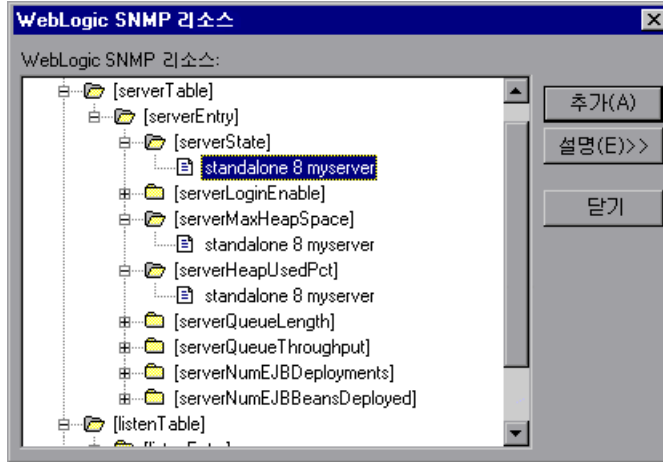 WebLogic SNMP 리소스
WebLogic SNMP 리소스:
[serverTable]
[serverEntry]
[serverState]
standalone 8 myserver
[serverLoginEnable]
[serverMaxHeapSpace]
standalone 8 myserver
[serverHeapUsedPct]
standalone 8 myserver
[serverQueueLength]
[serverQueueThroughput]
[serverNumEJBDeployments]
[serverNumEJBBeansDeployed]
[listenTable]
추가(A)
설명(E)>>
닫기